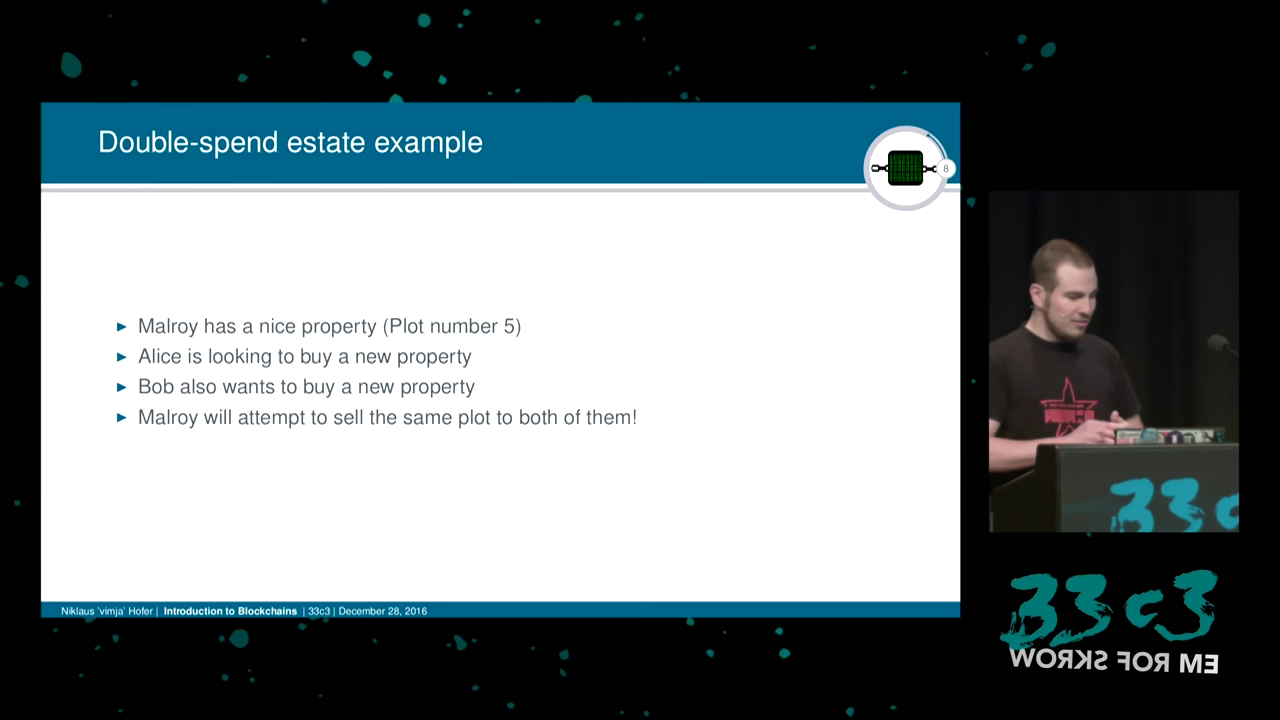 Double-spend estate example
8
Malroy has a nice property (Plot number 5)
Alice is looking to buy a new property
Bob also wants to buy a new property
Malroy will attempt to sell the same plot to both of them!
Niklaus 'vimja' Hofer | Introduction to Blockchains | 33c3 | December 28, 2016
33c
33c3
WORKS FOR ME